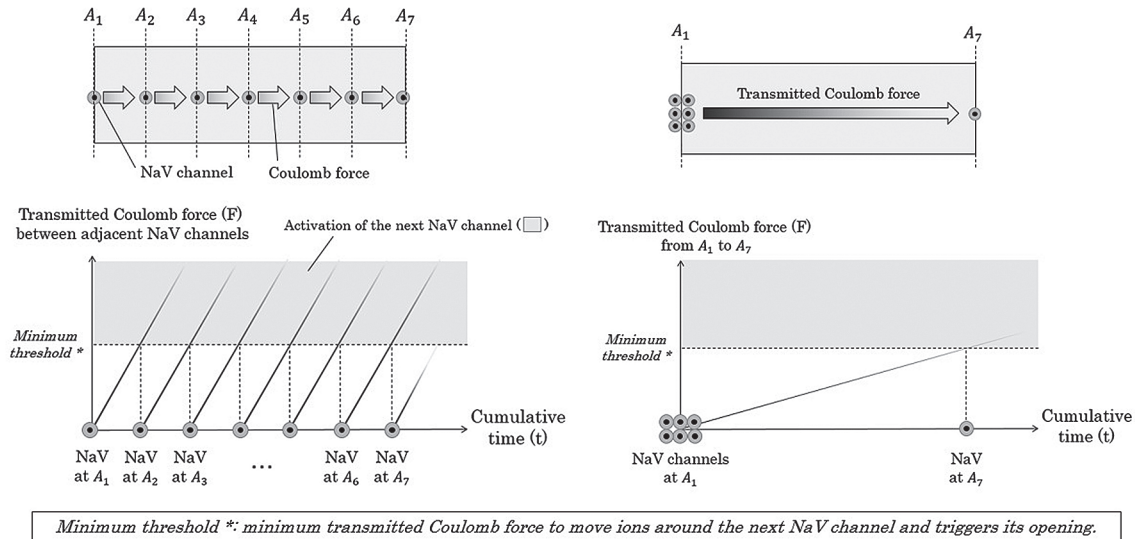 A1 A2 A3 A4 A5 A6 A7
NaV channel
Coulomb force
A1 A7
Transmitted Coulomb force
Transmitted Coulomb force (F)
between adjacent NaV channels
Activation of the next NaV channel ( )
Minimum
threshold *
Cumulative
time (t)
NaV NaV NaV ... NaV NaV
at A1 at A2 at A3 at A6 at A7
Transmitted Coulomb force (F)
from A1 to A7
Minimum
threshold *
Cumulative
time (t)
NaV channels
at A1
NaV
at A7
Minimum threshold *: minimum transmitted Coulomb force to move ions around the next NaV channel and triggers its opening.